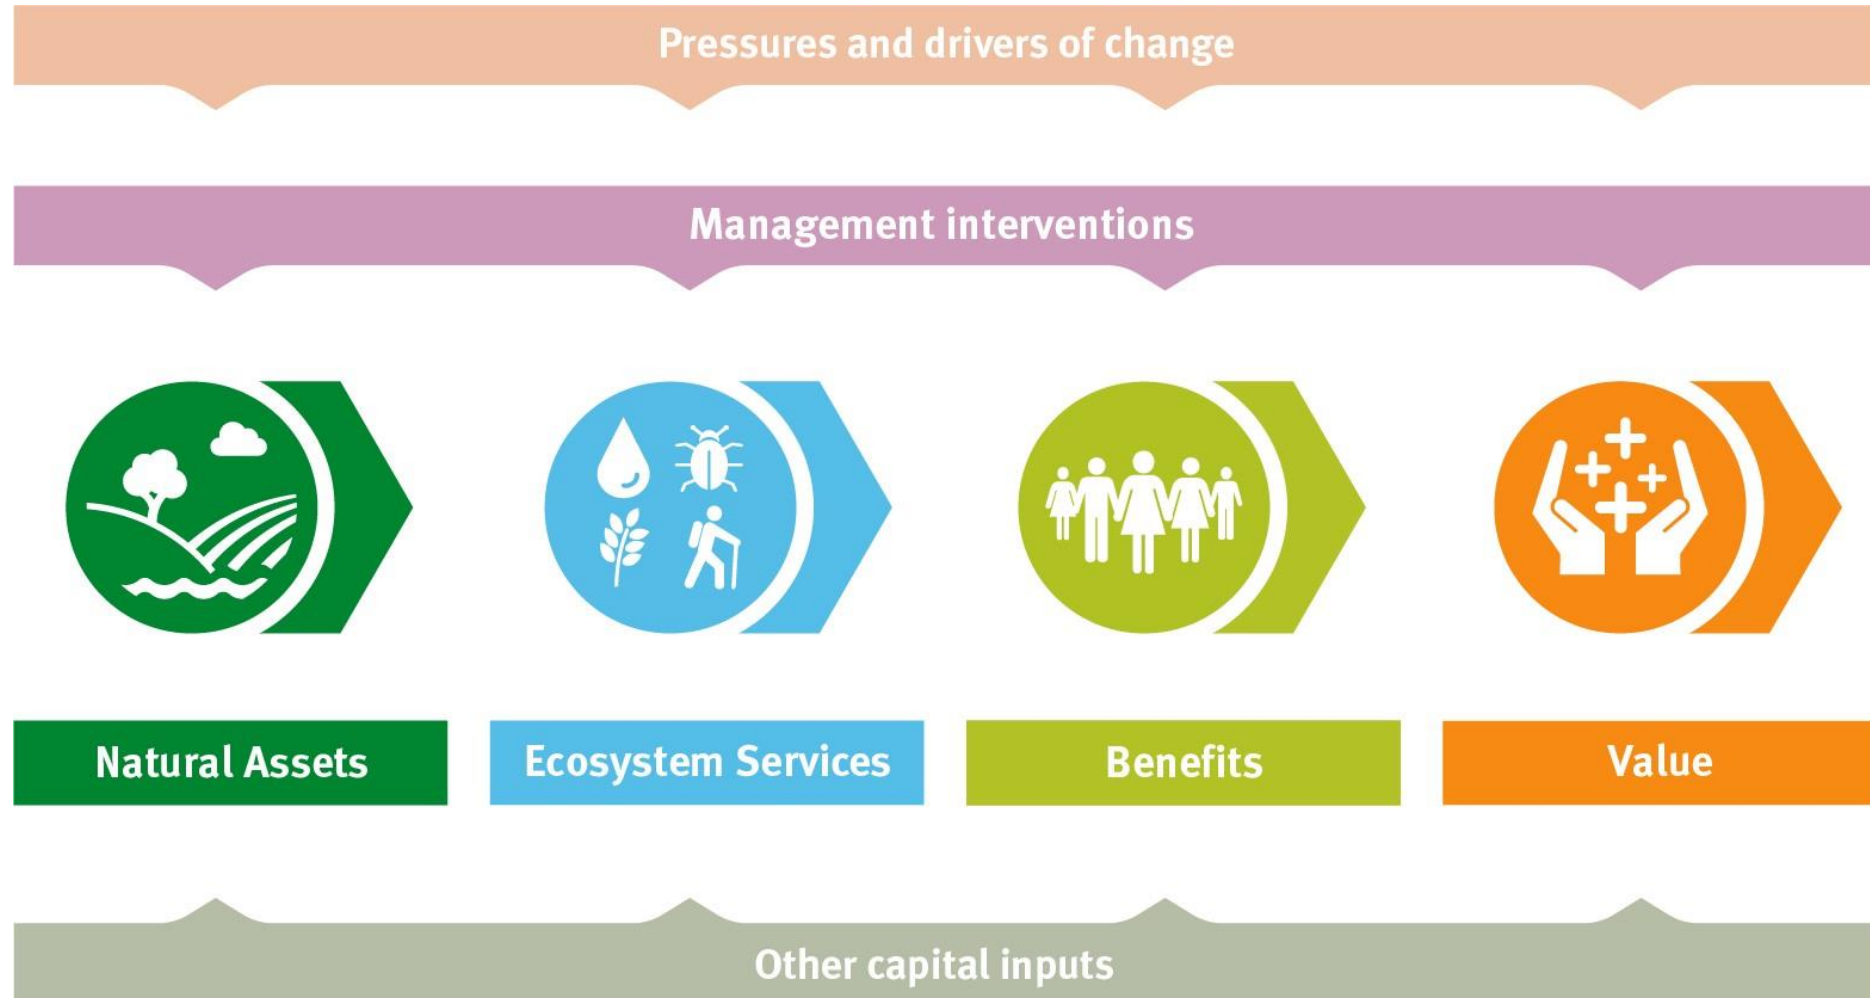 Pressures and drivers of change
Management interventions
Natural Assets
Ecosystem Services
Benefits
Value
Other capital inputs